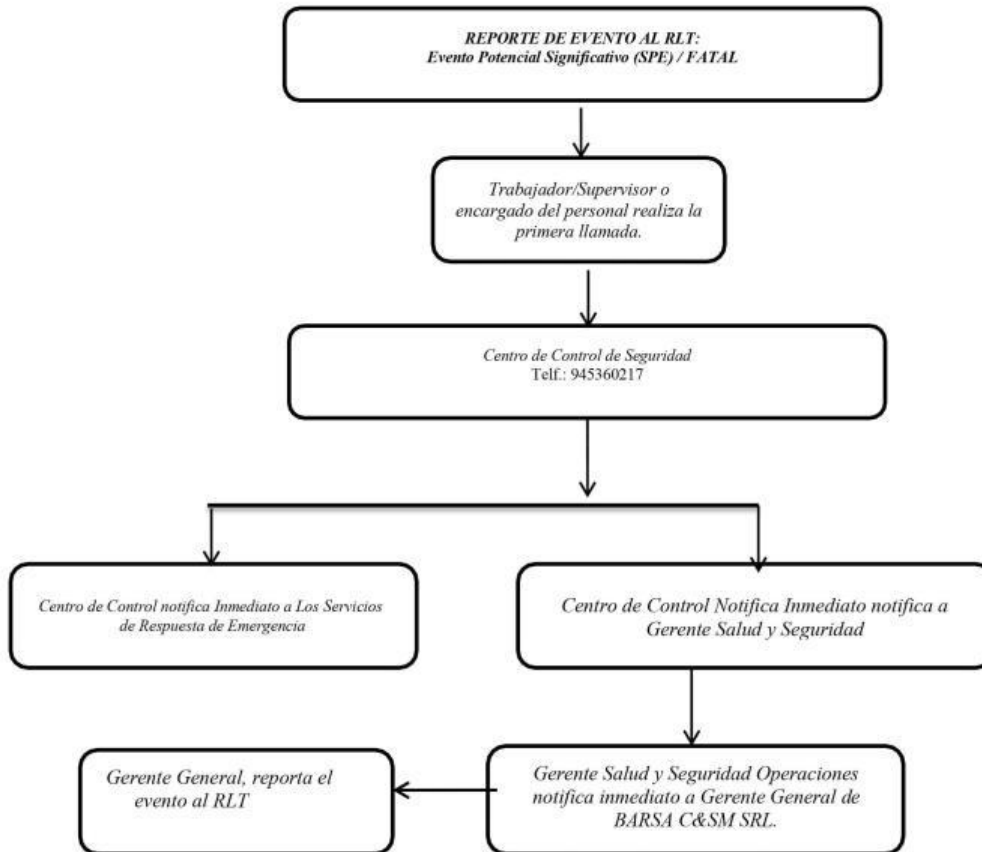 REPORTE DE EVENTO AL RLT:
Evento Potencial Significativo (SPE) / FATAL
Trabajador/Supervisor o
encargado del personal realiza la
primera llamada.
Centro de Control de Seguridad
Telf.: 945360217
Centro de Control notifica Inmediato a Los Servicios
de Respuesta de Emergencia
Centro de Control Notifica Inmediato notifica a
Gerente Salud y Seguridad
Gerente General, reporta el
evento al RLT
Gerente Salud y Seguridad Operaciones
notifica inmediato a Gerente General de
BARSA C&SM SRL.